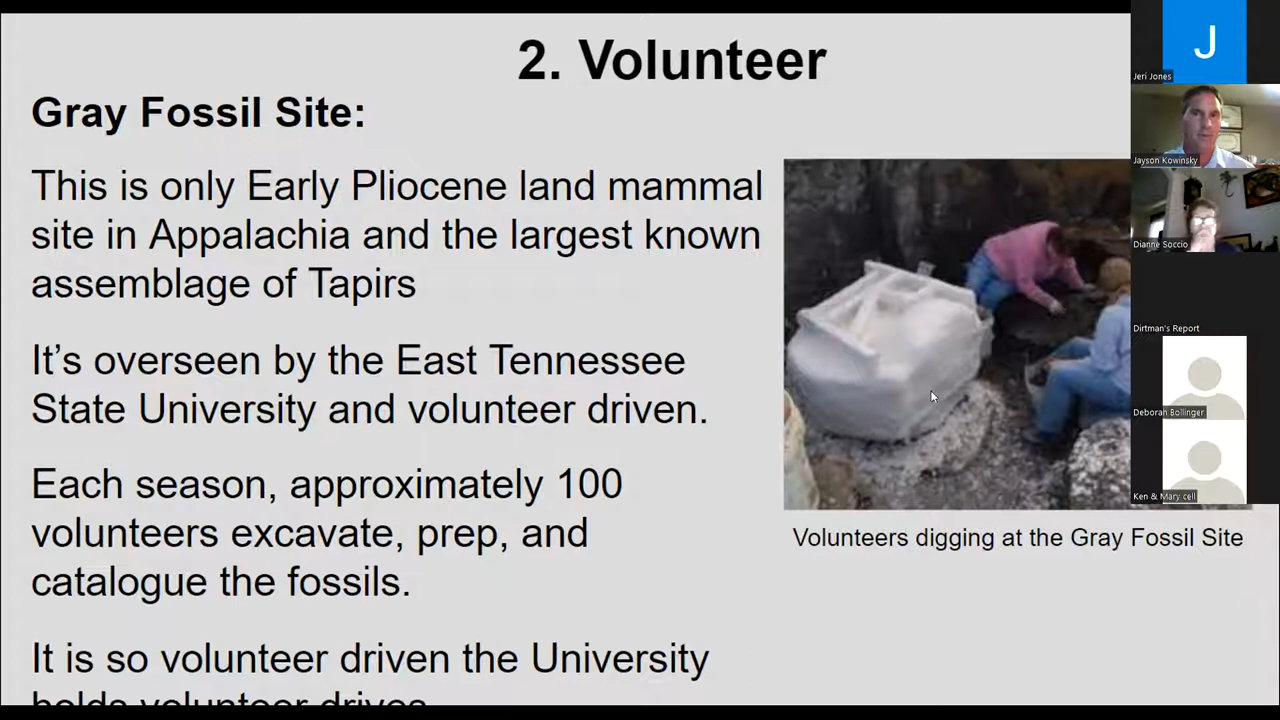 2. Volunteer
Gray Fossil Site:
This is only Early Pliocene land mammal
site in Appalachia and the largest known
assemblage of Tapirs
It’s overseen by the East Tennessee
State University and volunteer driven.
Each season, approximately 100
volunteers excavate, prep, and
catalogue the fossils.
It is so volunteer driven the University
holds volunteer drives
Volunteers digging at the Gray Fossil Site
J
Jeri Jones
Jayson Kowinsky
Dianne Soccio
Dirtman's Report
Deborah Bollinger
Ken & Mary cell